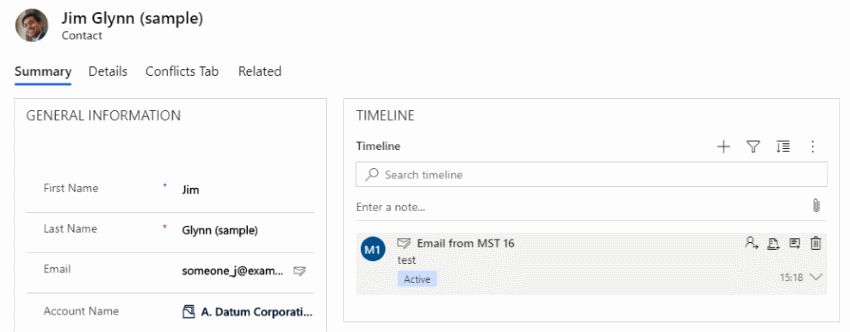 Jim Glynn (sample)
Contact
Summary Details Conflicts Tab Related
GENERAL INFORMATION
First Name * Jim
Last Name * Glynn (sample)
Email someone_j@exam...
Account Name A. Datum Corporati...
TIMELINE
Timeline
Search timeline
Enter a note...
M1 Email from MST 16
test
Active
15:18